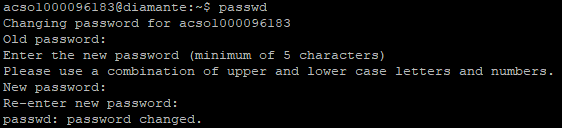 acso1000096183@diamante:~$ passwd
Changing password for acso1000096183
Old password:
Enter the new password (minimum of 5 characters)
Please use a combination of upper and lower case letters and numbers.
New password:
Re-enter new password:
passwd: password changed.